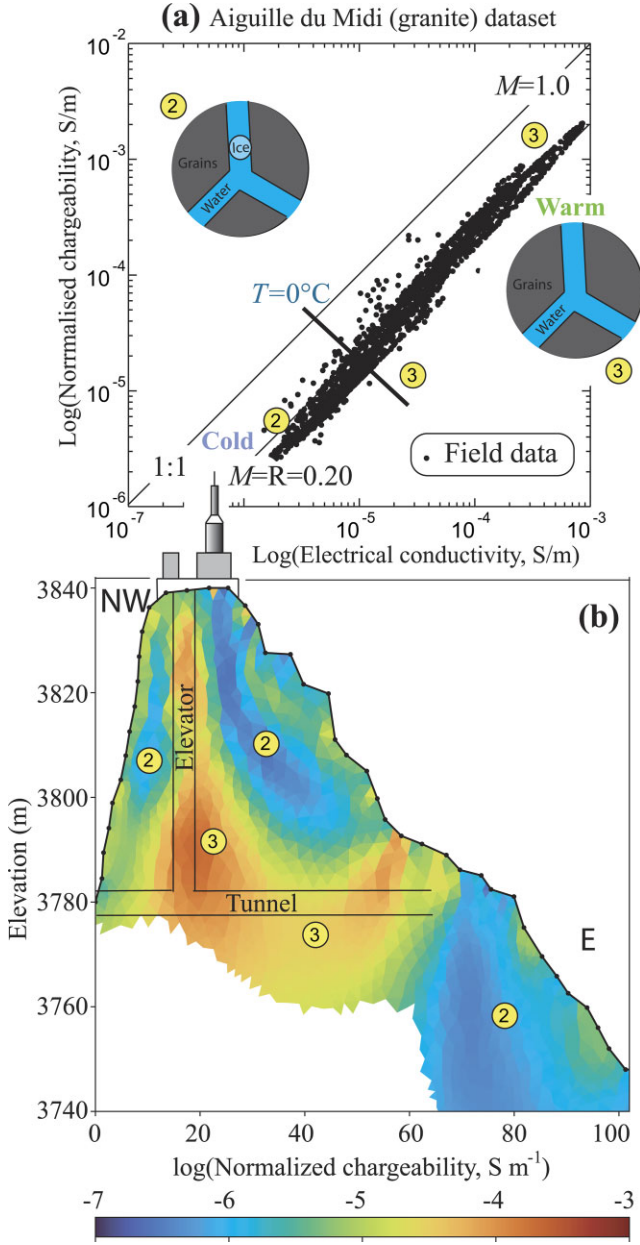 (a) Aiguille du Midi (granite) dataset
Log(Norrmalised chargeability, S/m)
10-2
10-3
10-4
10-5
10-6
M=1.0
2
3
Ice
Grains
Water
Warm
T=0°C
Grains
Water
3
3
2
Cold
1:1
M=R=0.20
Field data
10-7
10-5
10-4
10-3
Log(Electrical conductivity, S/m)
(b)
NW
Elevation (m)
3840
3820
3800
3780
3760
3740
Elevator
2
2
3
Tunnel
3
E
2
0 20 40 60 80 100
log(Normalized chargeability, S m-1)
-7 -6 -5 -4 -3